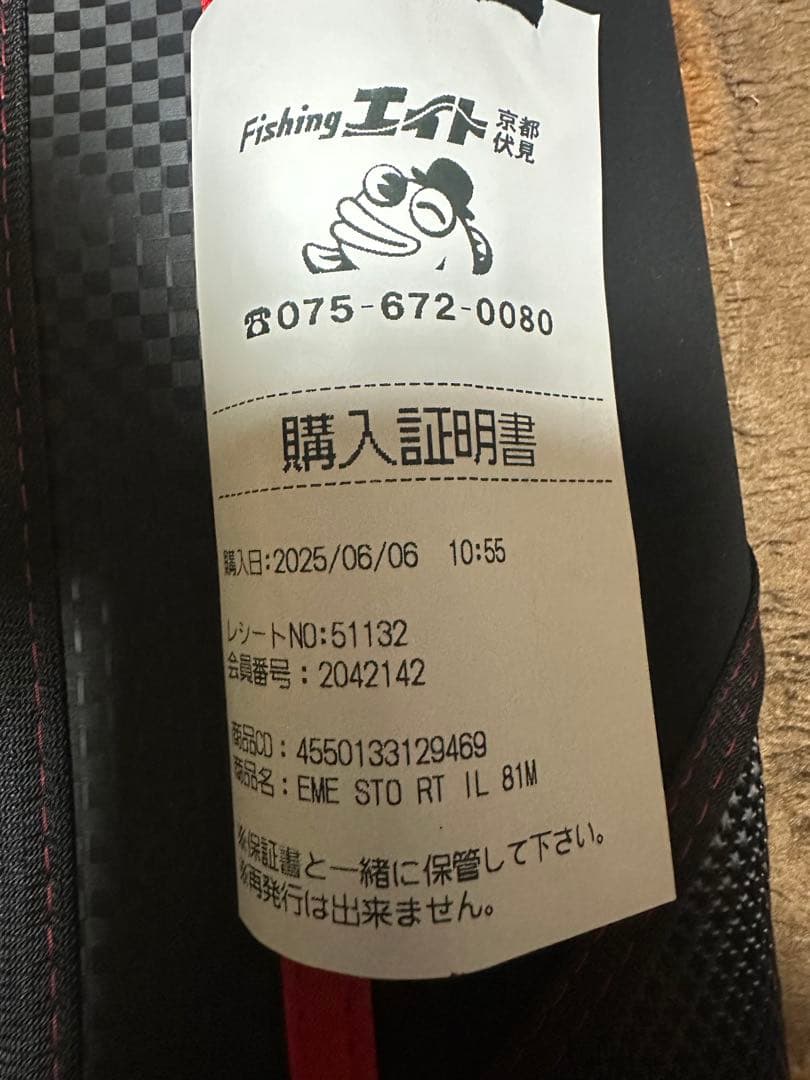 Fishing エイト 京都伏見
☎075-672-0080
購入証明書
購入日:2025/06/06 10:55
レシートNO:51132
会員番号:2042142
商品CD:4550133129469
商品名:EME STO RT IL 81M
※保証書と一緒に保管して下さい。
※再発行は出来ません。